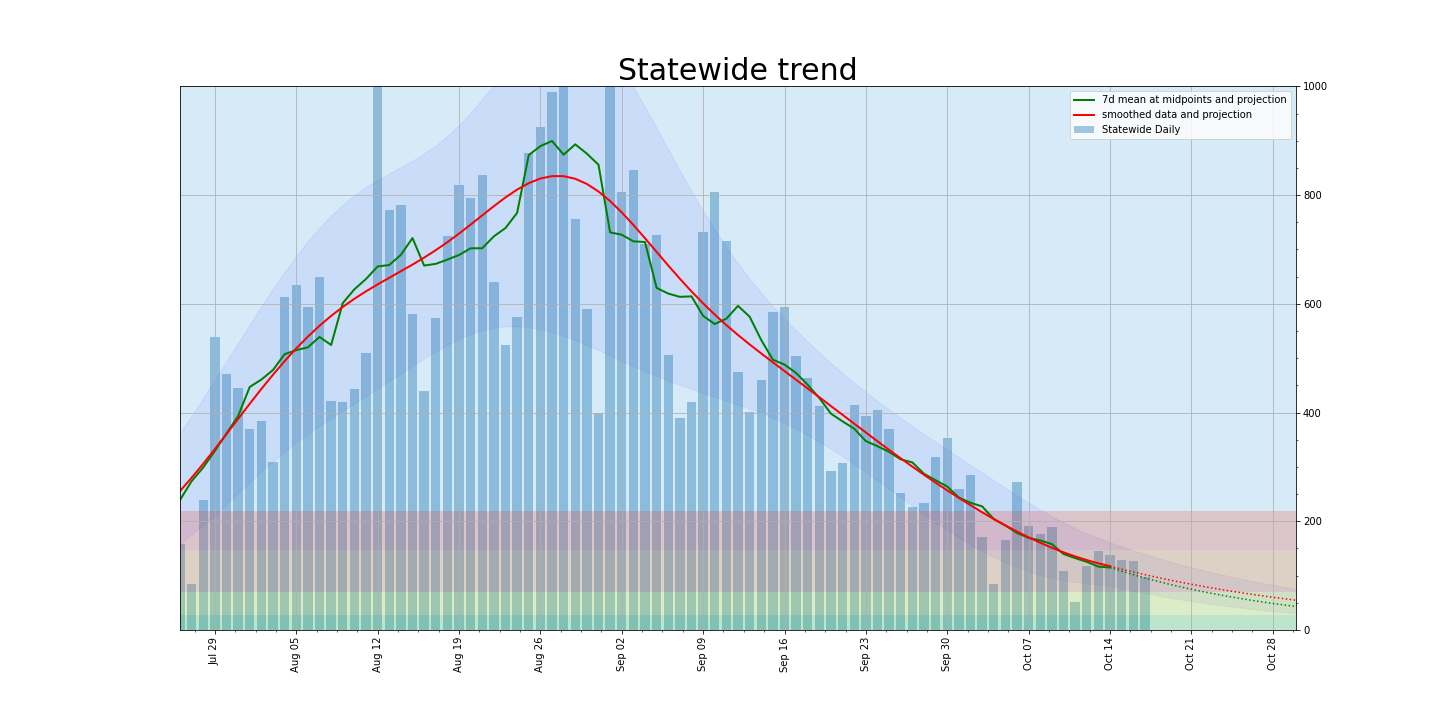 Statewide trend
7d mean at midpoints and projection
smoothed data and projection
Statewide Daily
1000
800
600
400
200
0
Jul 29
Aug 05
Aug 12
Aug 19
Aug 26
Sep 02
Sep 09
Sep 16
Sep 23
Sep 30
Oct 07
Oct 14
Oct 21
Oct 28